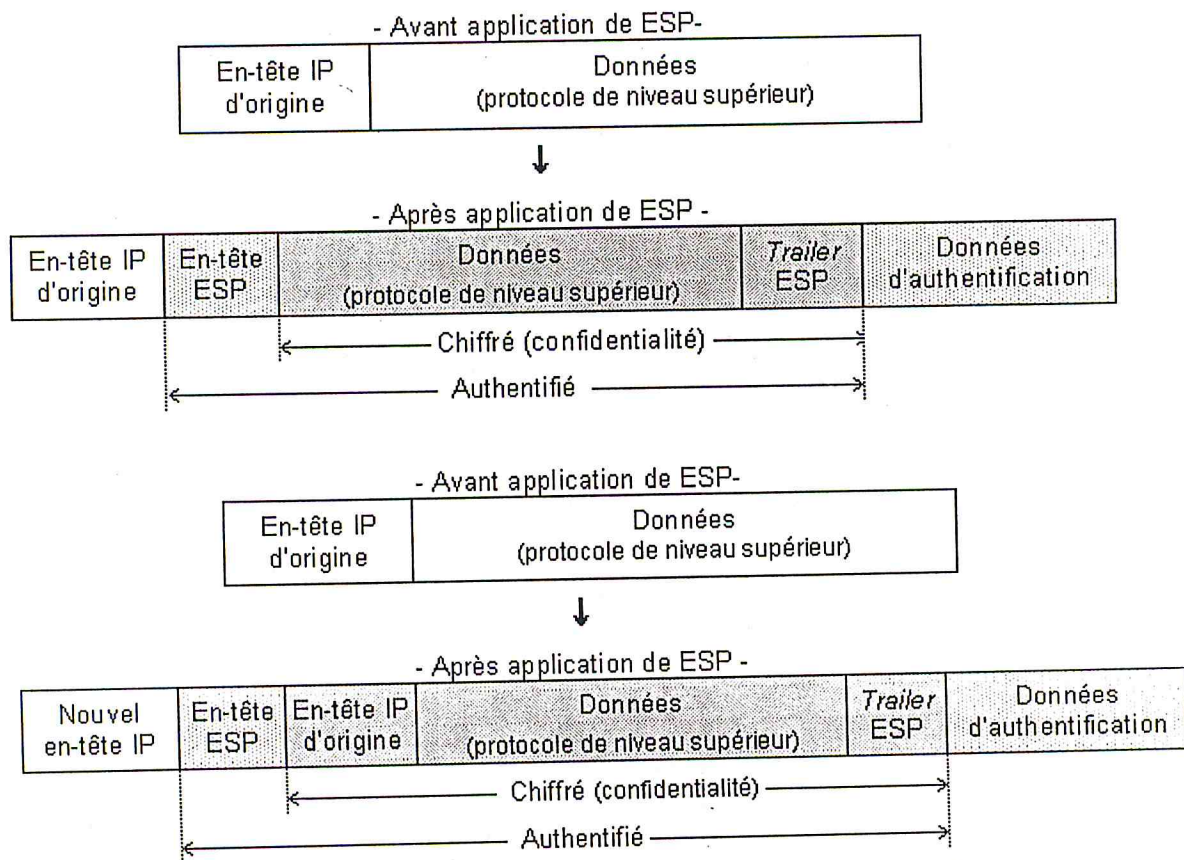 - Avant application de ESP-
En-tête IP
d'origine
Données
(protocole de niveau supérieur)
- Après application de ESP -
En-tête IP
d'origine
En-tête
ESP
Données
(protocole de niveau supérieur)
Trailer
ESP
Données
d'authentification
Chiffré (confidentialité)
Authentifié
- Avant application de ESP-
En-tête IP
d'origine
Données
(protocole de niveau supérieur)
- Après application de ESP -
Nouvel
en-tête IP
En-tête
ESP
En-tête IP
d'origine
Données
(protocole de niveau supérieur)
Trailer
ESP
Données
d'authentification
Chiffré (confidentialité)
Authentifié